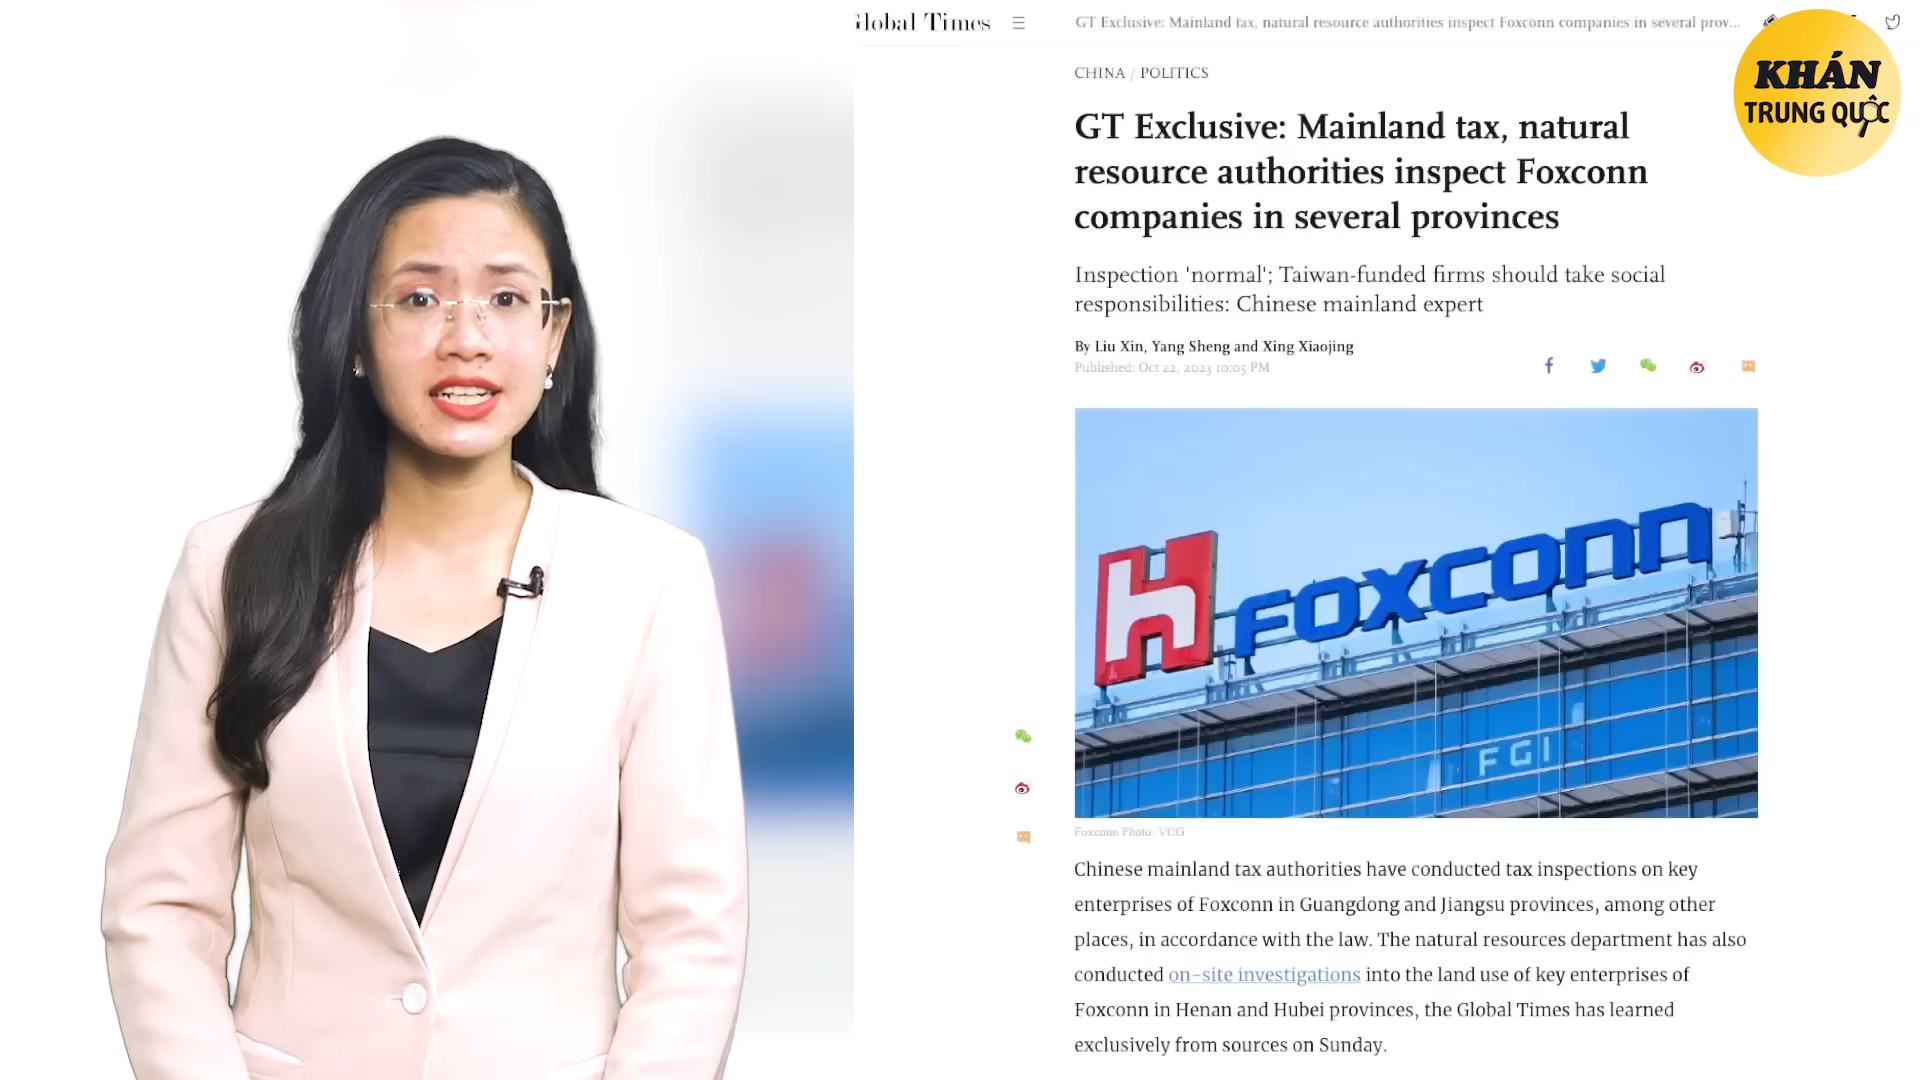 Global Times
GT Exclusive: Mainland tax, natural resource authorities inspect Foxconn companies in several prov...
KHÁN
TRUNG QUỐC
CHINA / POLITICS
GT Exclusive: Mainland tax, natural
resource authorities inspect Foxconn
companies in several provinces
Inspection 'normal'; Taiwan-funded firms should take social
responsibilities: Chinese mainland expert
By Liu Xin, Yang Sheng and Xing Xiaojing
Published: Oct 22, 2023 10:05 PM
FOXCONN
FGI
Foxconn Photo: VCG
Chinese mainland tax authorities have conducted tax inspections on key
enterprises of Foxconn in Guangdong and Jiangsu provinces, among other
places, in accordance with the law. The natural resources department has also
conducted on-site investigations into the land use of key enterprises of
Foxconn in Henan and Hubei provinces, the Global Times has learned
exclusively from sources on Sunday.